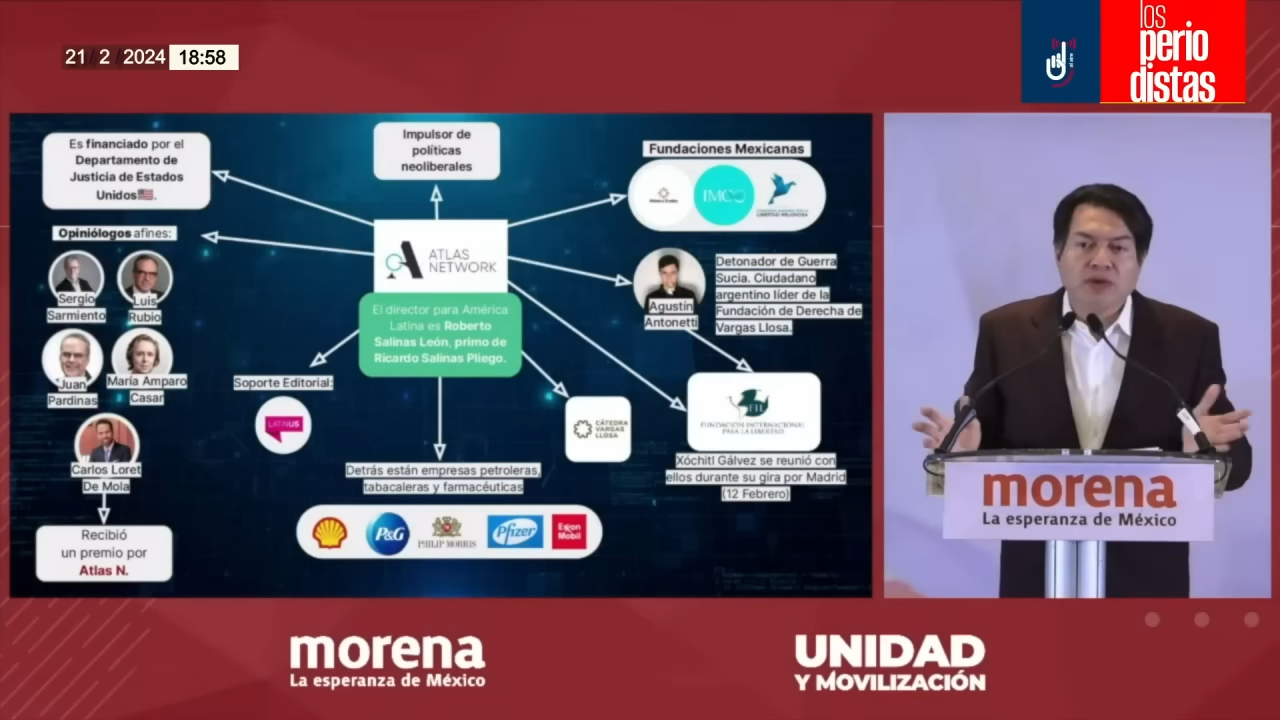 21/ 2 /2024 18:58
los
perio
distas
Es financiado por el
Departamento de
Justicia de Estados
Unidos🇺🇸.
Impulsor de
políticas
neoliberales
Fundaciones Mexicanas
IMCO
LIBERTAD RELIGIOSA
Opiniólogos afines:
Sergio
Sarmiento
Luis
Rubio
Juan
Pardinas
María Amparo
Casar
Carlos Loret
De Mola
Recibió
un premio por
Atlas N.
ATLAS
NETWORK
El director para América
Latina es Roberto
Salinas León, primo de
Ricardo Salinas Pliego.
Soporte Editorial:
LATINUS
Agustín
Antonetti
Detonador de Guerra
Sucia. Ciudadano
argentino líder de la
Fundación de Derecha de
Vargas Llosa.
CÁTEDRA
VARGAS
LLOSA
FIL
FUNDACIÓN INTERNACIONAL
PARA LA LIBERTAD
Xóchitl Gálvez se reunió con
ellos durante su gira por Madrid
(12 Febrero)
Detrás están empresas petroleras,
tabacaleras y farmacéuticas
P&G
PHILIP MORRIS
Pfizer
Exxon
Mobil
morena
La esperanza de México
morena
La esperanza de México
UNIDAD
Y MOVILIZACIÓN